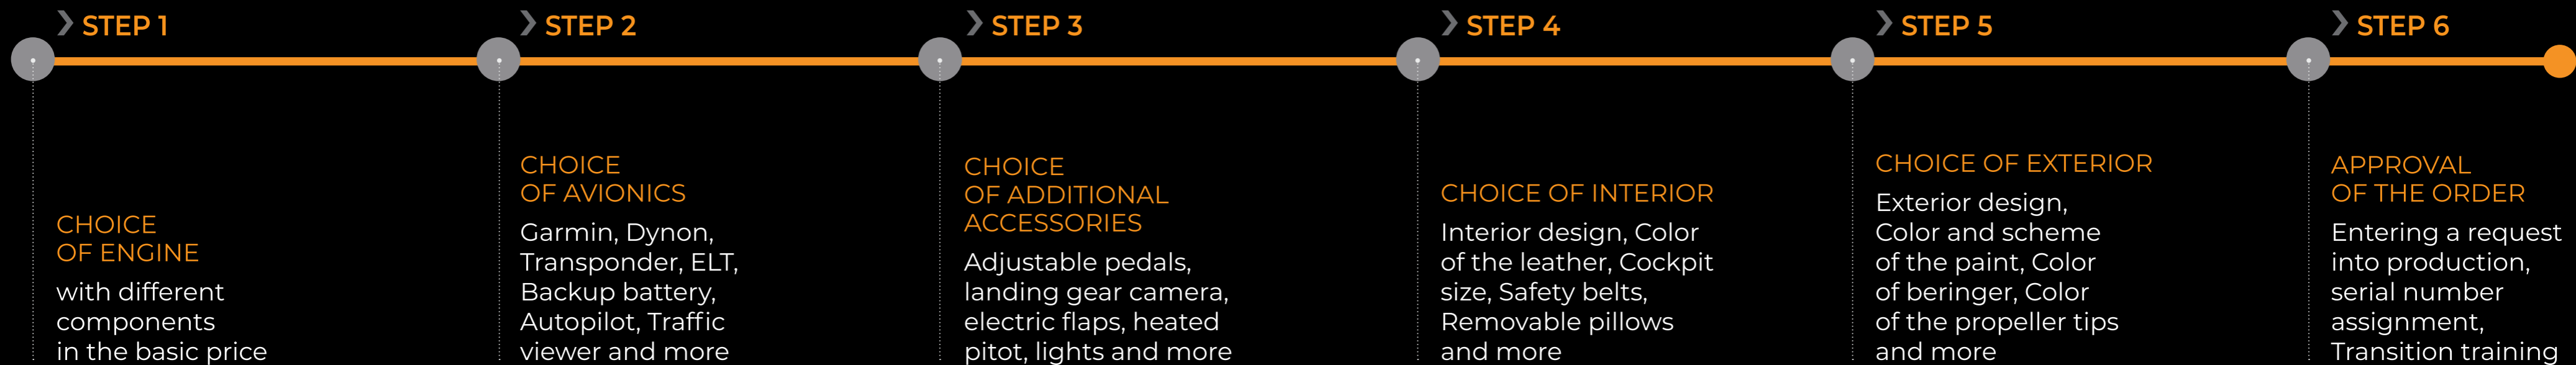 STEP 1
CHOICE
OF ENGINE
with different
components
in the basic price
STEP 2
CHOICE
OF AVIONICS
Garmin, Dynon,
Transponder, ELT,
Backup battery,
Autopilot, Traffic
viewer and more
STEP 3
CHOICE
OF ADDITIONAL
ACCESSORIES
Adjustable pedals,
landing gear camera,
electric flaps, heated
pitot, lights and more
STEP 4
CHOICE OF INTERIOR
Interior design, Color
of the leather, Cockpit
size, Safety belts,
Removable pillows
and more
STEP 5
CHOICE OF EXTERIOR
Exterior design,
Color and scheme
of the paint, Color
of beringer, Color
of the propeller tips
and more
STEP 6
APPROVAL
OF THE ORDER
Entering a request
into production,
serial number
assignment,
Transition training